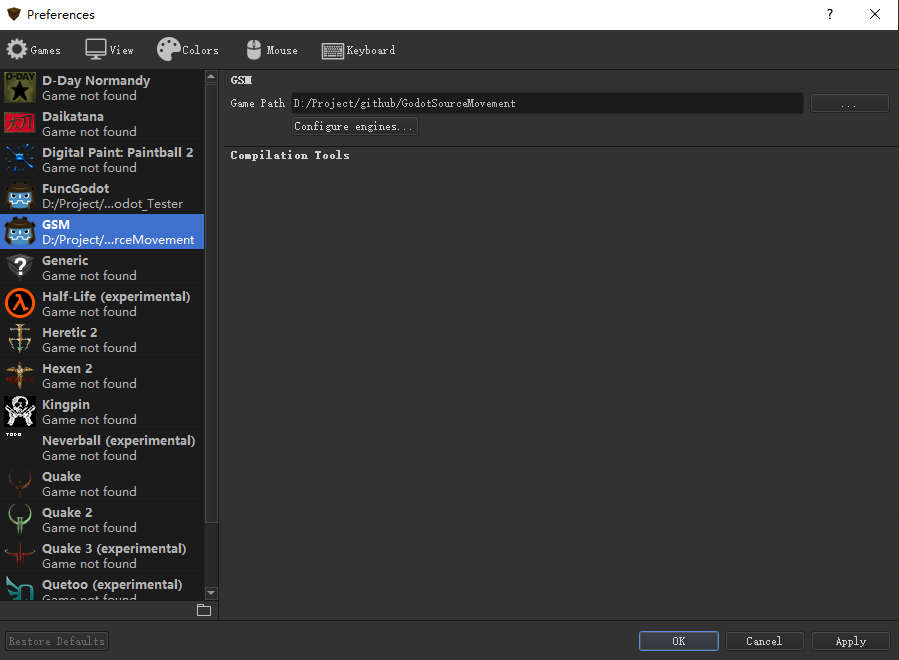 Preferences
?
Games View Colors Mouse Keyboard
D-DAY
D-Day Normandy
Game not found
Daikatana
Game not found
Digital Paint: Paintball 2
Game not found
FuncGodot
D:/Project/...odot_Tester
GSM
D:/Project/...rceMovement
Generic
Game not found
Half-Life (experimental)
Game not found
Heretic 2
Game not found
Hexen 2
Game not found
Kingpin
Game not found
TODO
Neverball (experimental)
Game not found
Quake
Game not found
Quake 2
Game not found
Quake 3 (experimental)
Game not found
Quetoo (experimental)
Game not found
GSM
Game Path D:/Project/github/GodotSourceMovement ...
Configure engines...
Compilation Tools
Restore Defaults OK Cancel Apply